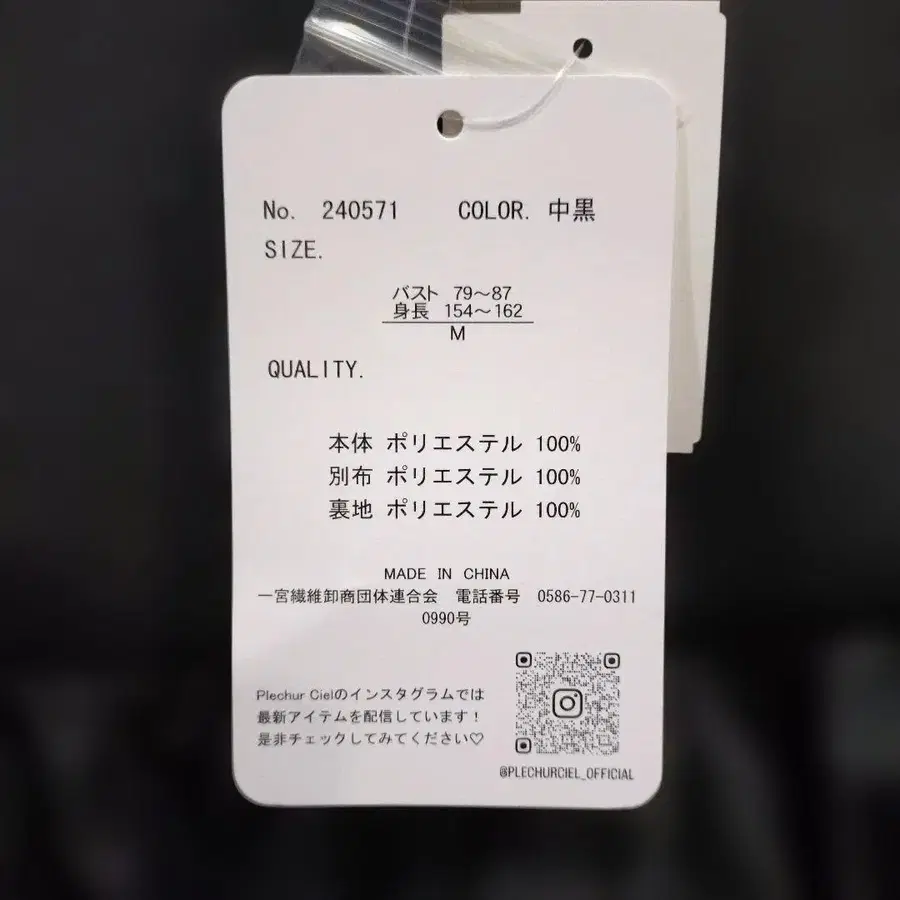 No. 240571 COLOR. 中黒
SIZE.
バスト 79～87
身長 154～162
M
QUALITY.
本体 ポリエステル 100%
別布 ポリエステル 100%
裏地 ポリエステル 100%
MADE IN CHINA
一宮繊維卸商団体連合会 電話番号 0586-77-0311
0990号
Plechur Cielのインスタグラムでは
最新アイテムを配信しています！
是非チェックしてみてください♡
@PLECHURCIEL_OFFICIAL